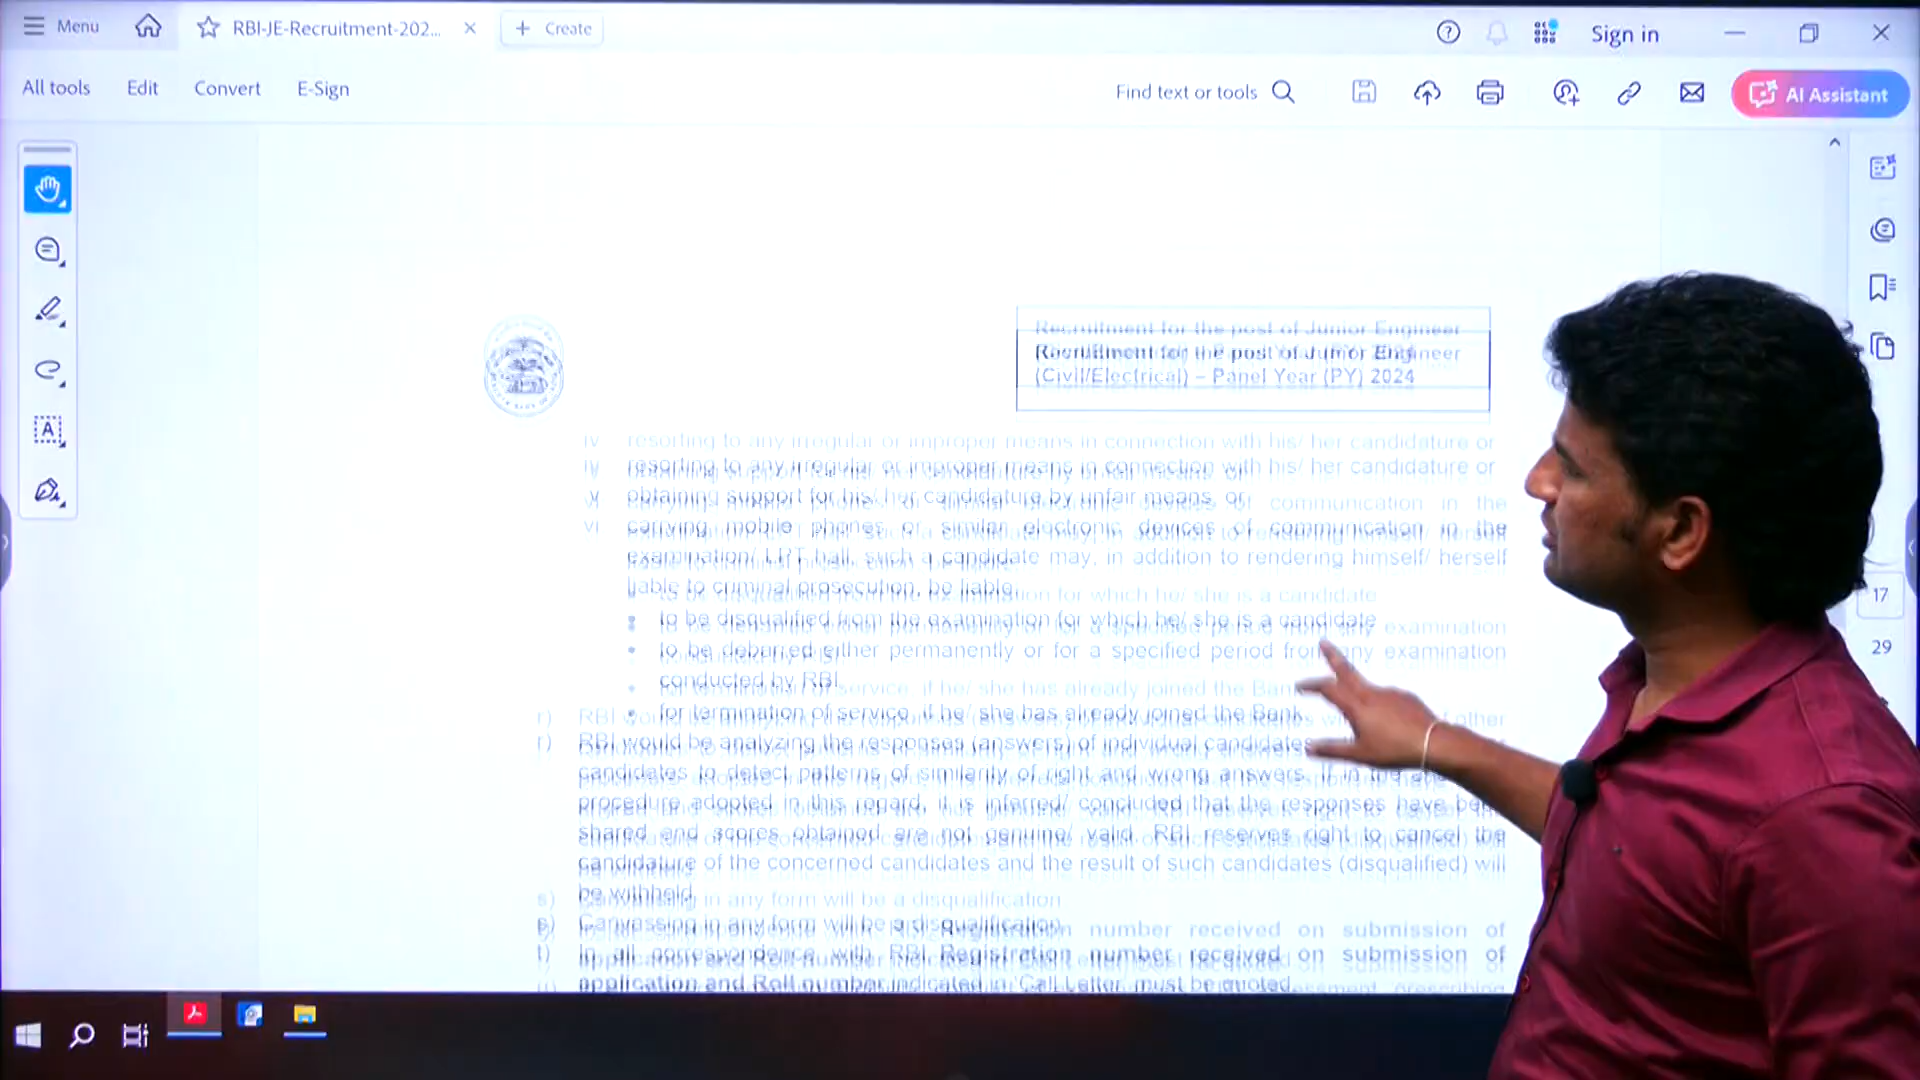 Menu
RBI-JE-Recruitment-202...
Create
Sign in
All tools
Edit
Convert
E-Sign
Find text or tools
AI Assistant
Recruitment for the post of Junior Engineer
(Civil/Electrical) – Panel Year (PY) 2024
iv resorting to any irregular or improper means in connection with his/ her candidature or
v obtaining support for his/ her candidature by unfair means, or
vi carrying mobile phones or similar electronic devices of communication in the
examination/ LPT hall, such a candidate may, in addition to rendering himself/ herself
liable to criminal prosecution, be liable
• to be disqualified from the examination for which he/ she is a candidate
• to be debarred either permanently or for a specified period from any examination
conducted by RBI
• for termination of service, if he/ she has already joined the Bank
r) RBI would be analyzing the responses (answers) of individual candidates
candidates to detect patterns of similarity of right and wrong answers. If in the
procedure adopted in this regard, it is inferred/ concluded that the responses have been
shared and scores obtained are not genuine/ valid, RBI reserves right to cancel the
candidature of the concerned candidates and the result of such candidates (disqualified) will
be withheld
s) Canvassing in any form will be a disqualification
t) In all correspondence with RBI Registration number received on submission of
application and Roll number indicated in 'Call Letter' must be quoted
17
29